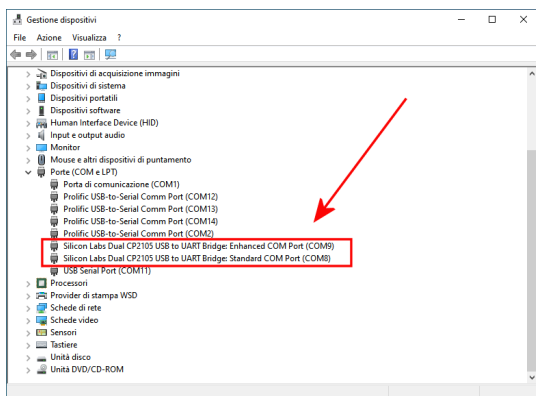 Gestione dispositivi
File Azione Visualizza ?
Dispositivi di acquisizione immagini
Dispositivi di sistema
Dispositivi portatili
Dispositivi software
Human Interface Device (HID)
Input e output audio
Monitor
Mouse e altri dispositivi di puntamento
Porte (COM e LPT)
Porta di comunicazione (COM1)
Prolific USB-to-Serial Comm Port (COM12)
Prolific USB-to-Serial Comm Port (COM13)
Prolific USB-to-Serial Comm Port (COM14)
Prolific USB-to-Serial Comm Port (COM2)
Silicon Labs Dual CP2105 USB to UART Bridge: Enhanced COM Port (COM9)
Silicon Labs Dual CP2105 USB to UART Bridge: Standard COM Port (COM8)
USB Serial Port (COM11)
Processori
Provider di stampa WSD
Schede di rete
Schede video
Sensori
Tastiere
Unità disco
Unità DVD/CD-ROM